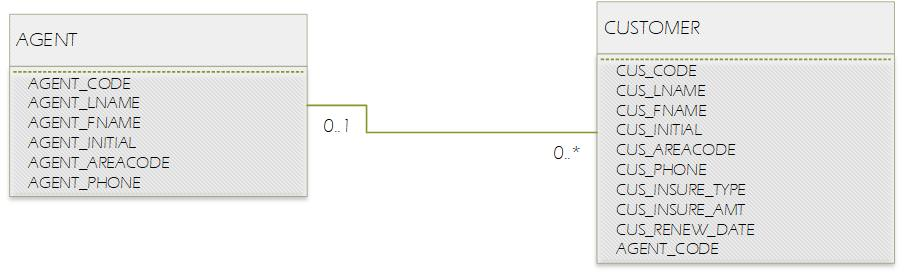 AGENT
AGENT_CODE
AGENT_LNAME
AGENT_FNAME
AGENT_INITIAL
AGENT_AREACODE
AGENT_PHONE
0..1
0..*
CUSTOMER
CUS_CODE
CUS_LNAME
CUS_FNAME
CUS_INITIAL
CUS_AREACODE
CUS_PHONE
CUS_INSURE_TYPE
CUS_INSURE_AMT
CUS_RENEW_DATE
AGENT_CODE